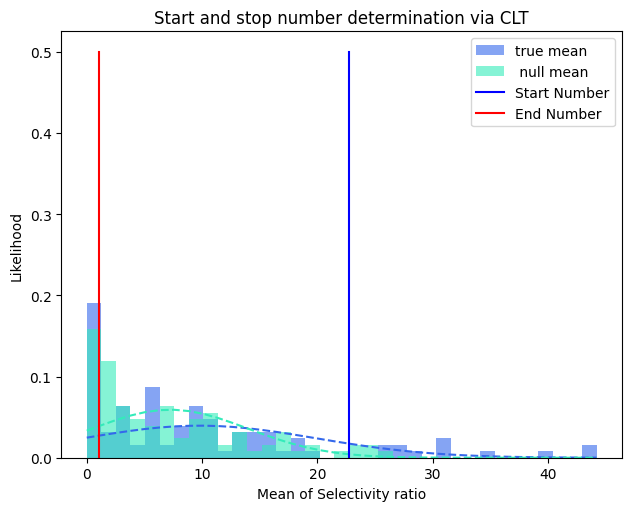 Start and stop number determination via CLT
true mean
null mean
Start Number
End Number
Likelihood
0.5
0.4
0.3
0.2
0.1
0.0
0
10
20
30
40
Mean of Selectivity ratio